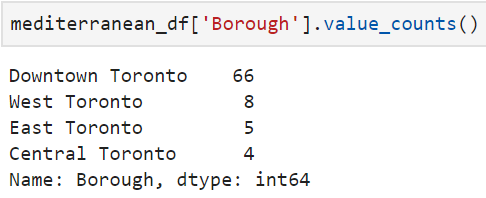 mediterranean_df['Borough'].value_counts()
Downtown Toronto    66
West Toronto         8
East Toronto         5
Central Toronto      4
Name: Borough, dtype: int64